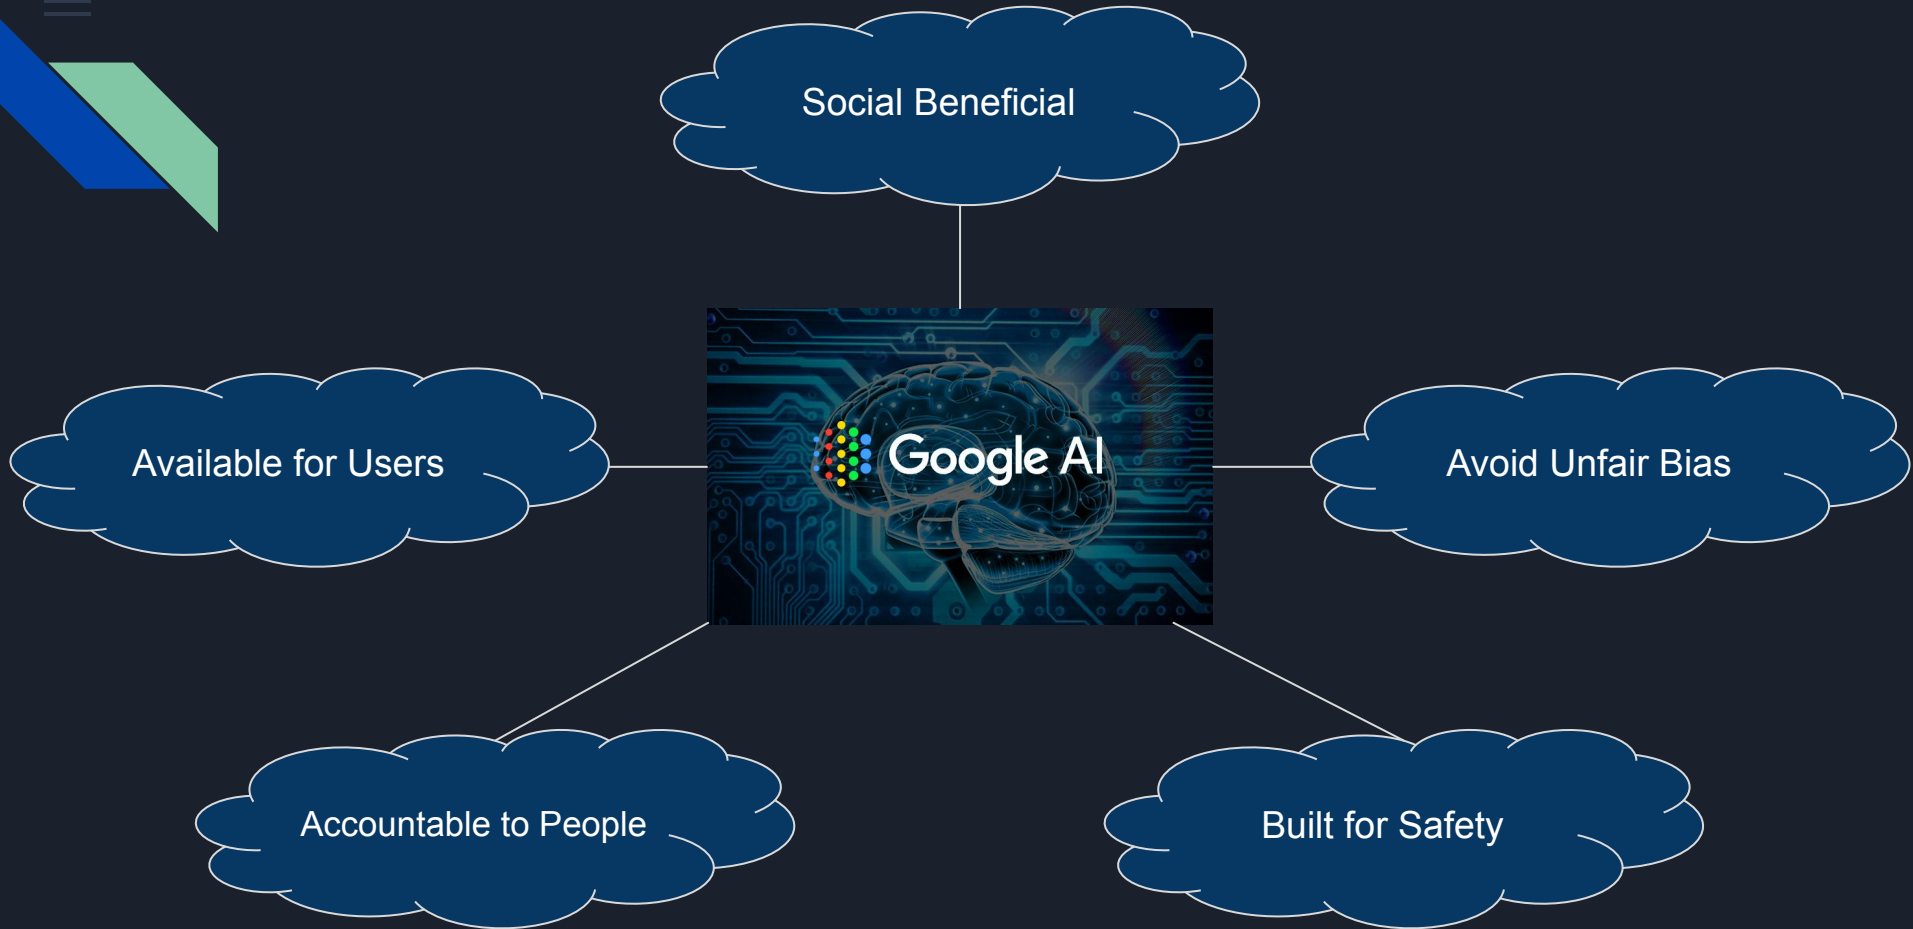 Social Beneficial
Available for Users
Google AI
Avoid Unfair Bias
Accountable to People
Built for Safety